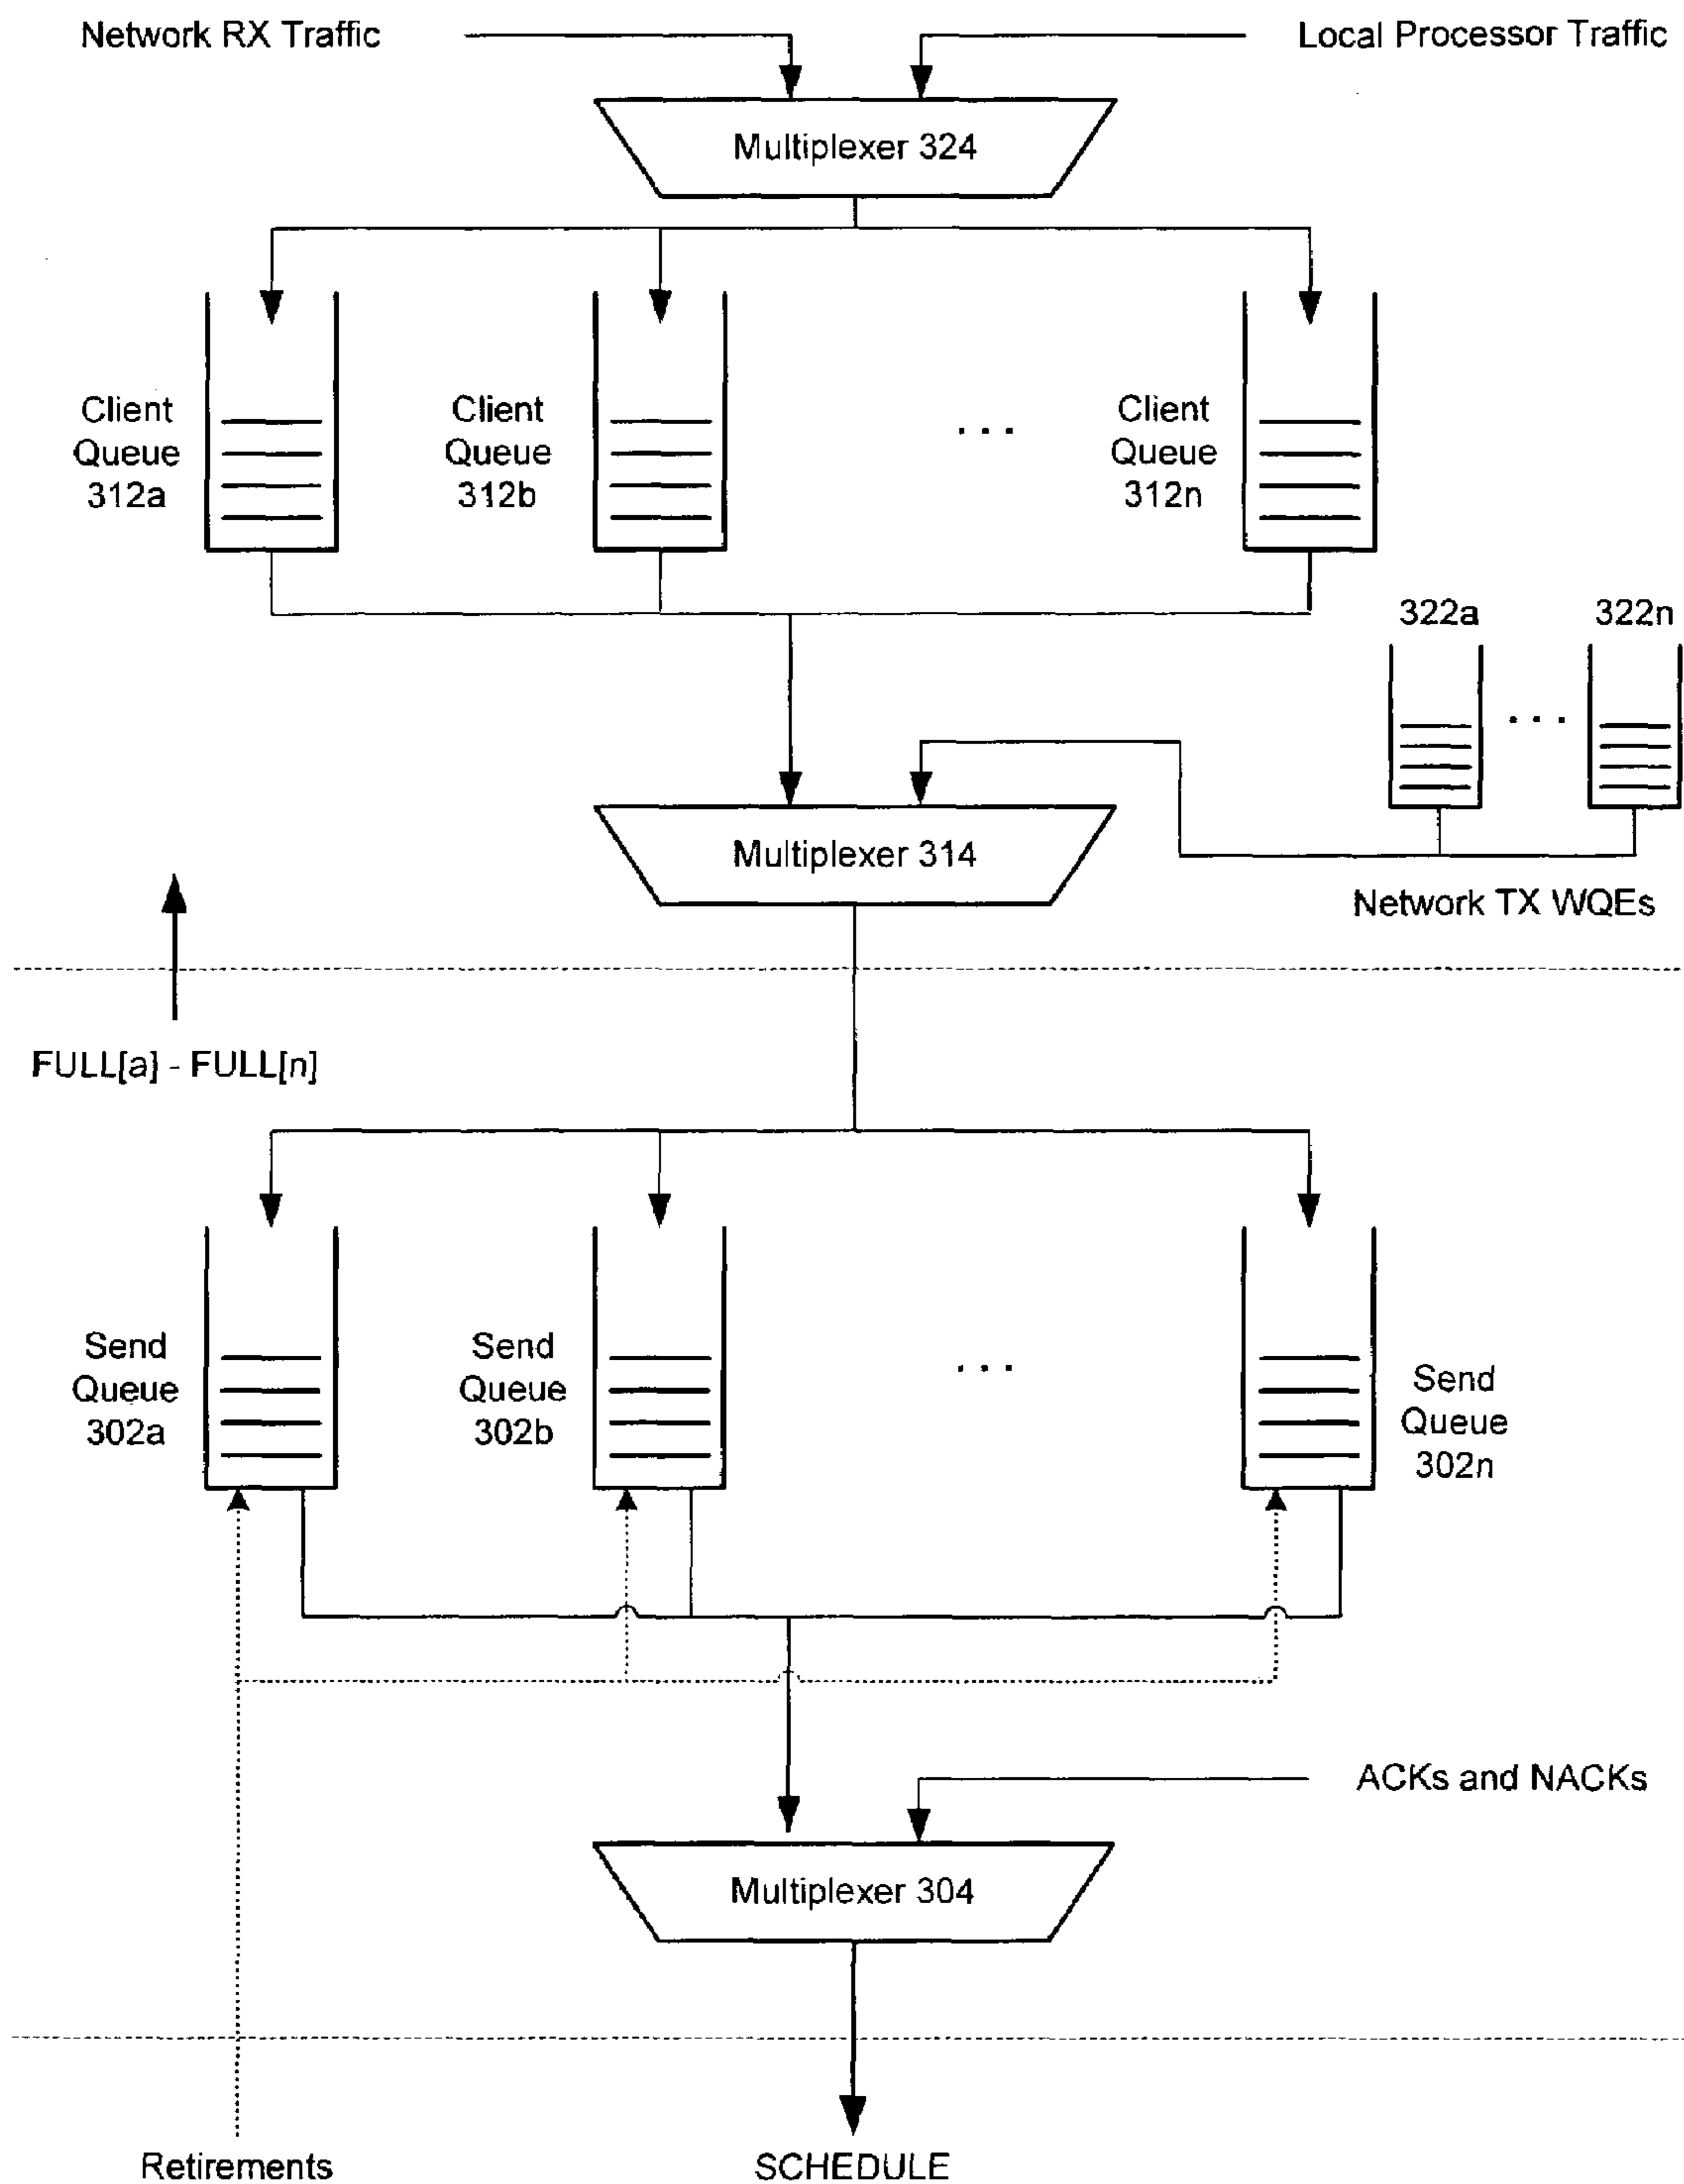 Network RX Traffic
Local Processor Traffic
Multiplexer 324
Client
Queue
312a
Client
Queue
312b
. . .
Client
Queue
312n
322a
322n
. . .
Multiplexer 314
Network TX WQEs
FULL[a] - FULL[n]
Send
Queue
302a
Send
Queue
302b
. . .
Send
Queue
302n
ACKs and NACKs
Multiplexer 304
Retirements
SCHEDULE